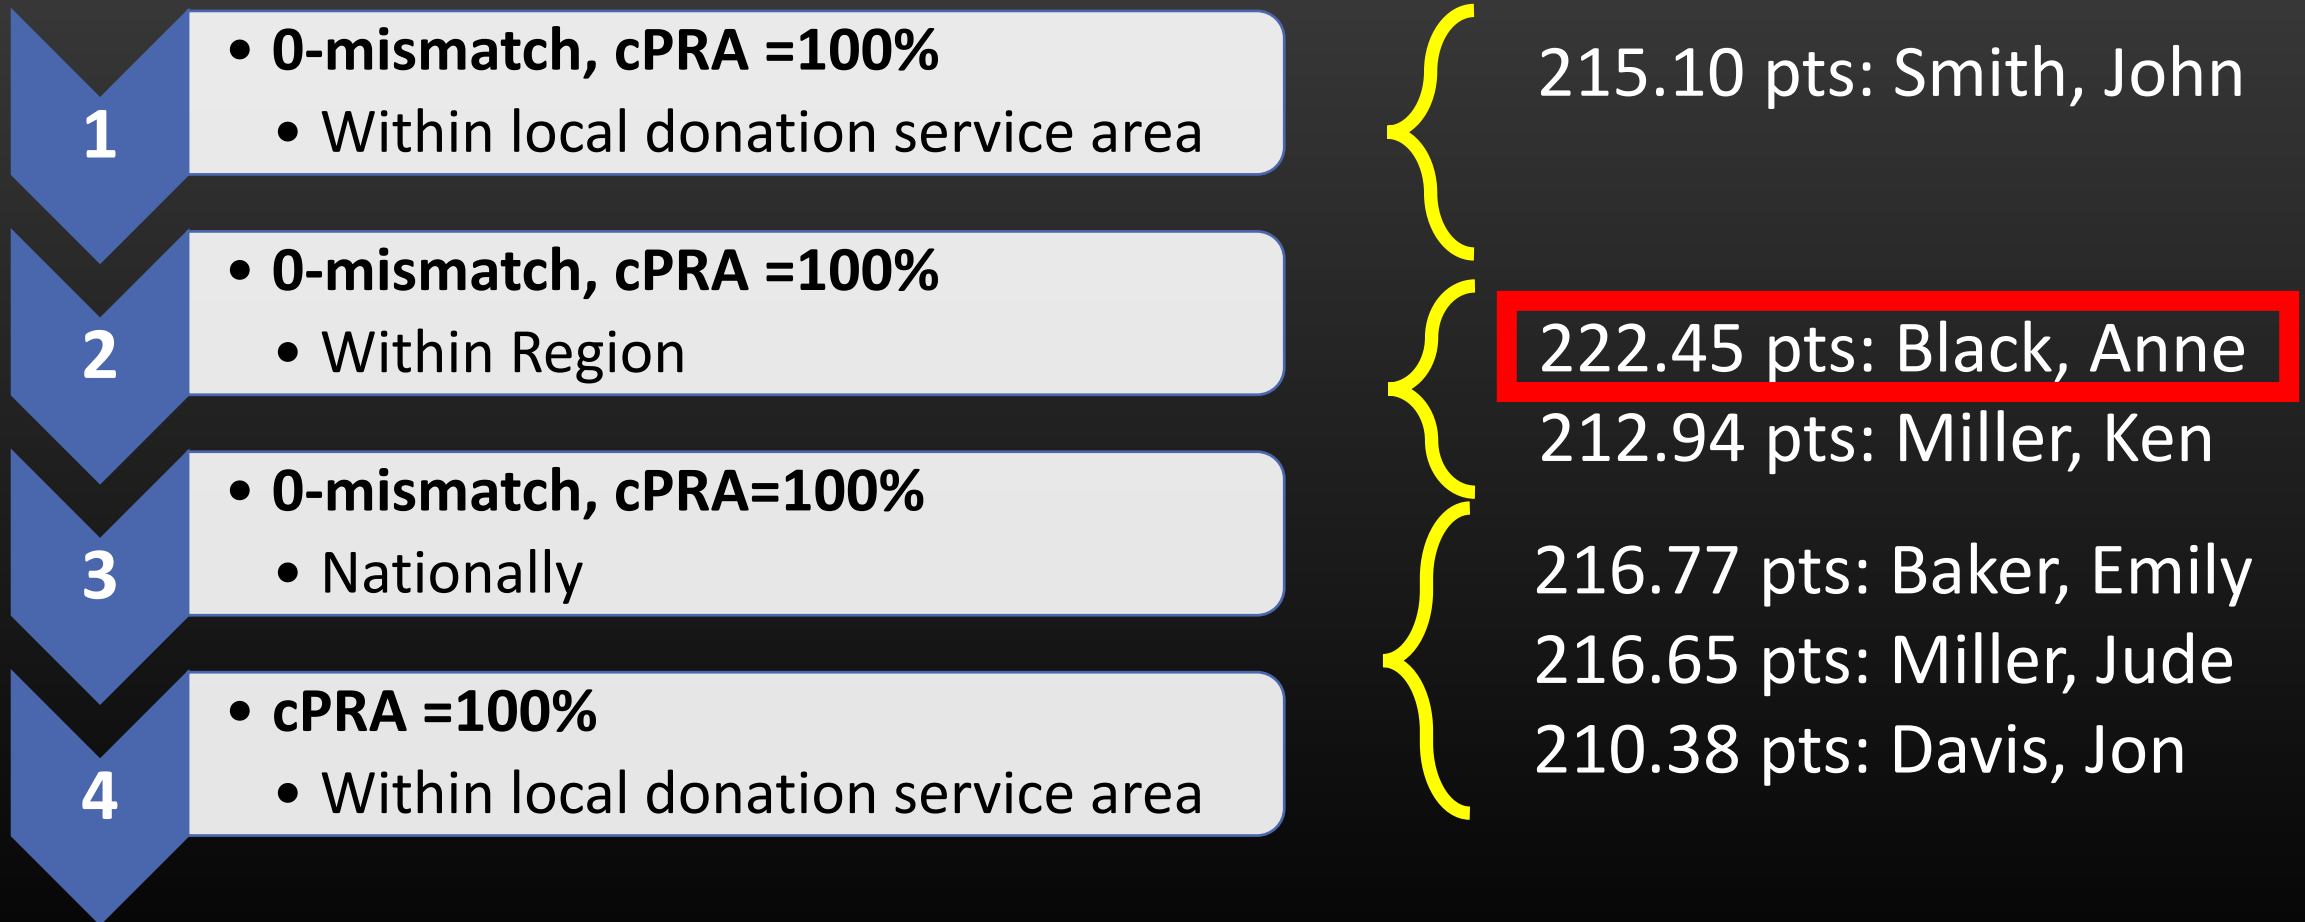 1
• 0-mismatch, cPRA =100%
• Within local donation service area
215.10 pts: Smith, John
2
• 0-mismatch, cPRA =100%
• Within Region
222.45 pts: Black, Anne
212.94 pts: Miller, Ken
3
• 0-mismatch, cPRA=100%
• Nationally
216.77 pts: Baker, Emily
216.65 pts: Miller, Jude
210.38 pts: Davis, Jon
4
• cPRA =100%
• Within local donation service area